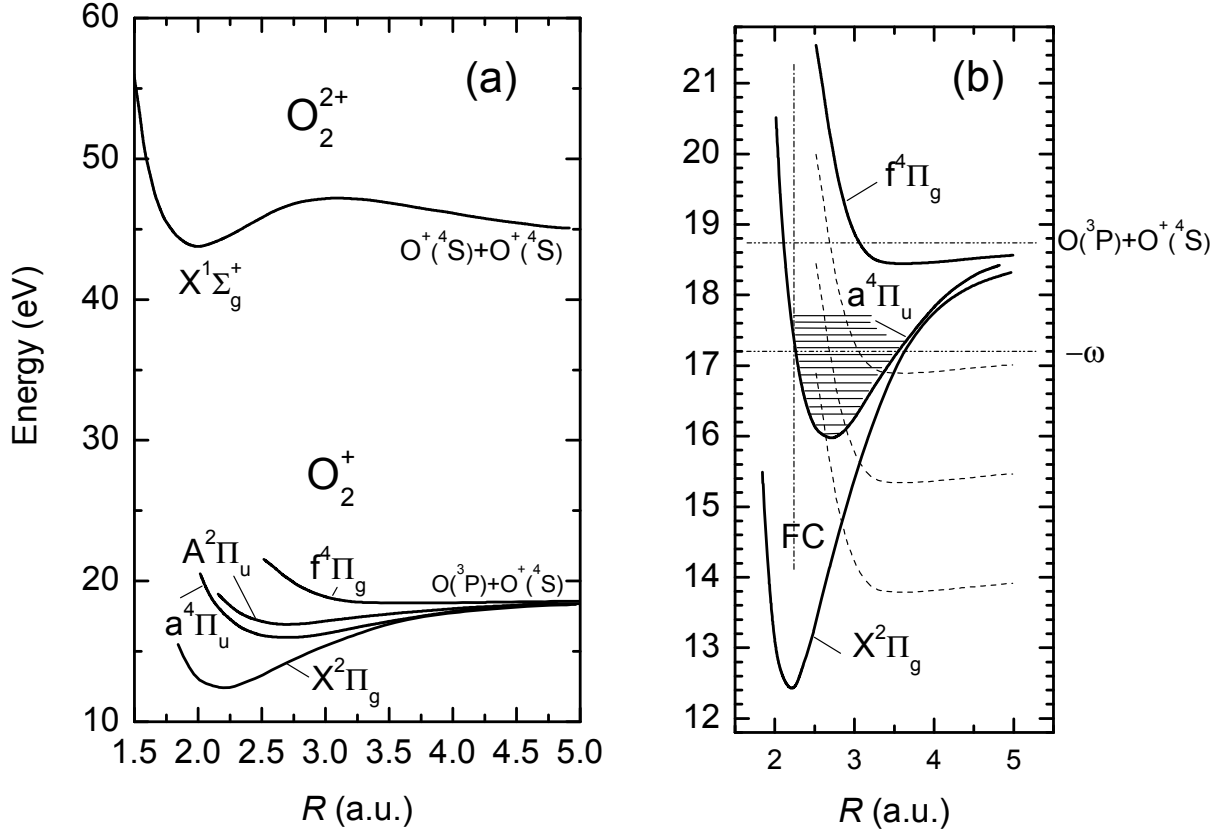 60
50
40
30
20
10
Energy (eV)
(a)
O₂²⁺
X¹Σg⁺
O⁺(⁴S)+O⁺(⁴S)
O₂⁺
A²Πu
f⁴Πg
O(³P)+O⁺(⁴S)
a⁴Πu
X²Πg
1.5 2.0 2.5 3.0 3.5 4.0 4.5 5.0
R (a.u.)
(b)
21
20
19
18
17
16
15
14
13
12
f⁴Πg
O(³P)+O⁺(⁴S)
a⁴Πu
−ω
FC
X²Πg
2 3 4 5
R (a.u.)